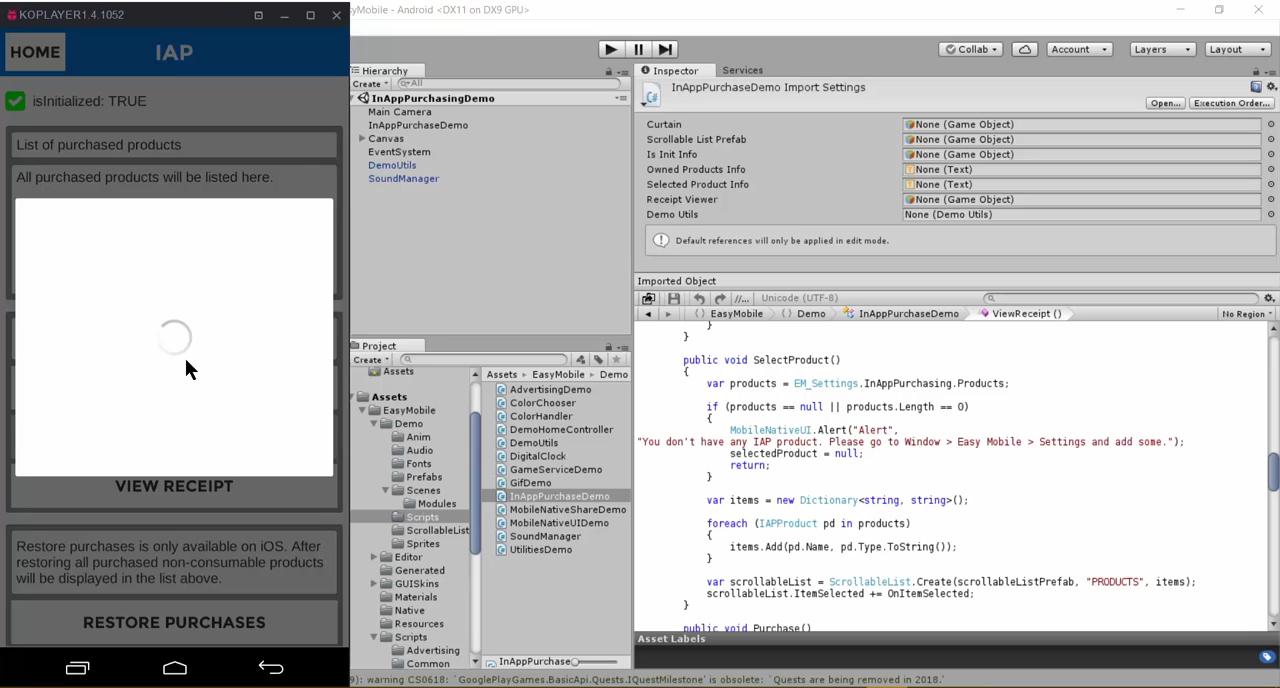 KOPLAYER1.4.1052
HOME
IAP
isInitialized: TRUE
List of purchased products
All purchased products will be listed here.
VIEW RECEIPT
Restore purchases is only available on iOS. After
restoring all purchased non-consumable products
will be displayed in the list above.
RESTORE PURCHASES
asyMobile - Android <DX11 on DX9 GPU>
Collab
Account
Layers
Layout
Hierarchy
Create
All
InAppPurchasingDemo
Main Camera
InAppPurchaseDemo
Canvas
EventSystem
DemoUtils
SoundManager
Project
Create
Assets
Assets
EasyMobile
Demo
Anim
Audio
Fonts
Prefabs
Scenes
Modules
Scripts
ScrollableList
Sprites
Editor
Generated
GUISkins
Materials
Native
Resources
Scripts
Advertising
Common
Assets EasyMobile Demo
AdvertisingDemo
ColorChooser
ColorHandler
DemoHomeController
DemoUtils
DigitalClock
GameServiceDemo
GifDemo
InAppPurchaseDemo
MobileNativeShareDemo
MobileNativeUIDemo
SoundManager
UtilitiesDemo
InAppPurchase
Inspector
Services
InAppPurchaseDemo Import Settings
Open...
Execution Order...
Curtain None (Game Object)
Scrollable List Prefab None (Game Object)
Is Init Info None (Game Object)
Owned Products Info None (Text)
Selected Product Info None (Text)
Receipt Viewer None (Game Object)
Demo Utils None (Demo Utils)
Default references will only be applied in edit mode.
Imported Object
//... Unicode (UTF-8)
EasyMobile Demo InAppPurchaseDemo ViewReceipt () No Region
}
}
public void SelectProduct()
{
var products = EM_Settings.InAppPurchasing.Products;
if (products == null || products.Length == 0)
{
MobileNativeUI.Alert("Alert",
"You don't have any IAP product. Please go to Window > Easy Mobile > Settings and add some.");
selectedProduct = null;
return;
}
var items = new Dictionary<string, string>();
foreach (IAPProduct pd in products)
{
items.Add(pd.Name, pd.Type.ToString());
}
var scrollableList = ScrollableList.Create(scrollableListPrefab, "PRODUCTS", items);
scrollableList.ItemSelected += OnItemSelected;
}
public void Purchase()
Asset Labels
9): warning CS0618: `GooglePlayGames.BasicApi.Quests.IQuestMilestone' is obsolete: `Quests are being removed in 2018.'